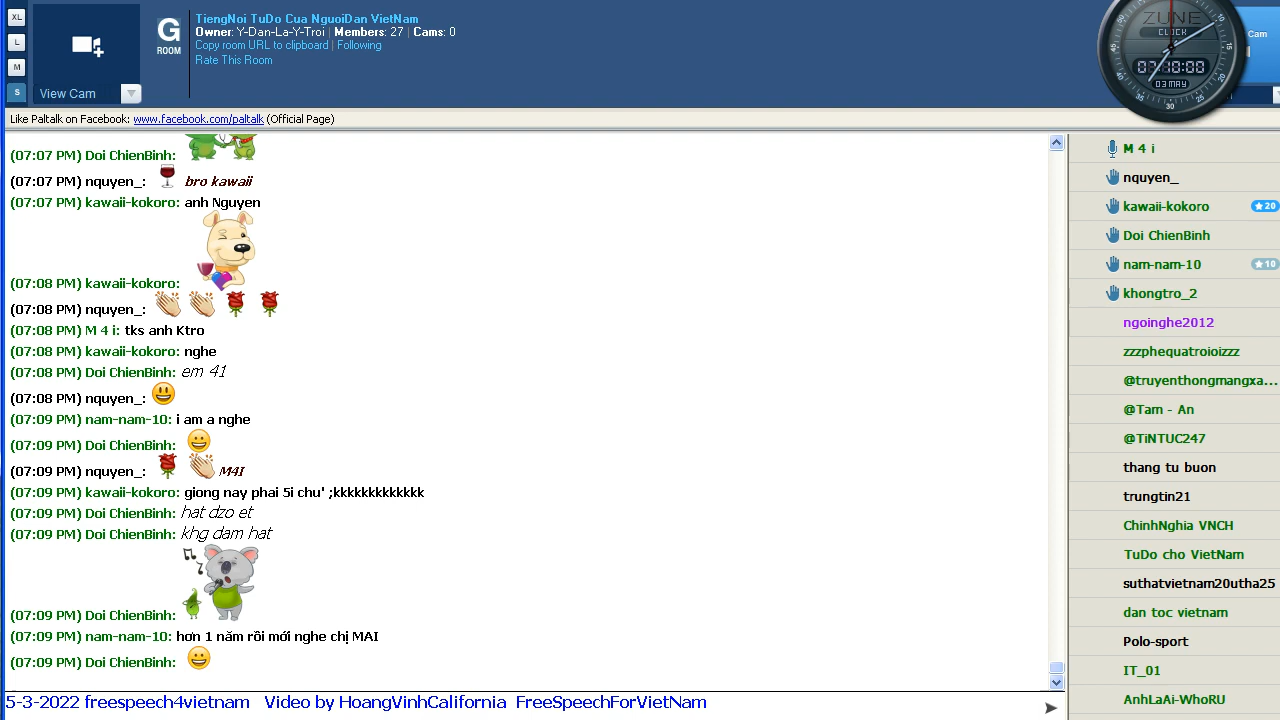 XL
L
M
S
View Cam
G
ROOM
TiengNoi TuDo Cua NguoiDan VietNam
Owner: Y-Dan-La-Y-Troi | Members: 27 | Cams: 0
Copy room URL to clipboard | Following
Rate This Room
ZUNE
CLICK
07:10:00
03 MAY
Cam
Like Paltalk on Facebook: www.facebook.com/paltalk (Official Page)
(07:07 PM) Doi ChienBinh:
(07:07 PM) nquyen_: bro kawaii
(07:07 PM) kawaii-kokoro: anh Nguyen
(07:08 PM) kawaii-kokoro:
(07:08 PM) nquyen_:
(07:08 PM) M 4 i: tks anh Ktro
(07:08 PM) kawaii-kokoro: nghe
(07:08 PM) Doi ChienBinh: em 41
(07:08 PM) nquyen_:
(07:09 PM) nam-nam-10: i am a nghe
(07:09 PM) Doi ChienBinh:
(07:09 PM) nquyen_: M4I
(07:09 PM) kawaii-kokoro: giong nay phai 5i chu' ;kkkkkkkkkkkkk
(07:09 PM) Doi ChienBinh: hat dzo et
(07:09 PM) Doi ChienBinh: khg dam hat
(07:09 PM) Doi ChienBinh:
(07:09 PM) nam-nam-10: hơn 1 năm rồi mới nghe chị MAI
(07:09 PM) Doi ChienBinh:
M 4 i
nquyen_
kawaii-kokoro 20
Doi ChienBinh
nam-nam-10 10
khongtro_2
ngoinghe2012
zzzphequatroioizzz
@truyenthongmangxa...
@Tam - An
@TiNTUC247
thang tu buon
trungtin21
ChinhNghia VNCH
TuDo cho VietNam
suthatvietnam20utha25
dan toc vietnam
Polo-sport
IT_01
AnhLaAi-WhoRU
5-3-2022 freespeech4vietnam Video by HoangVinhCalifornia FreeSpeechForVietNam